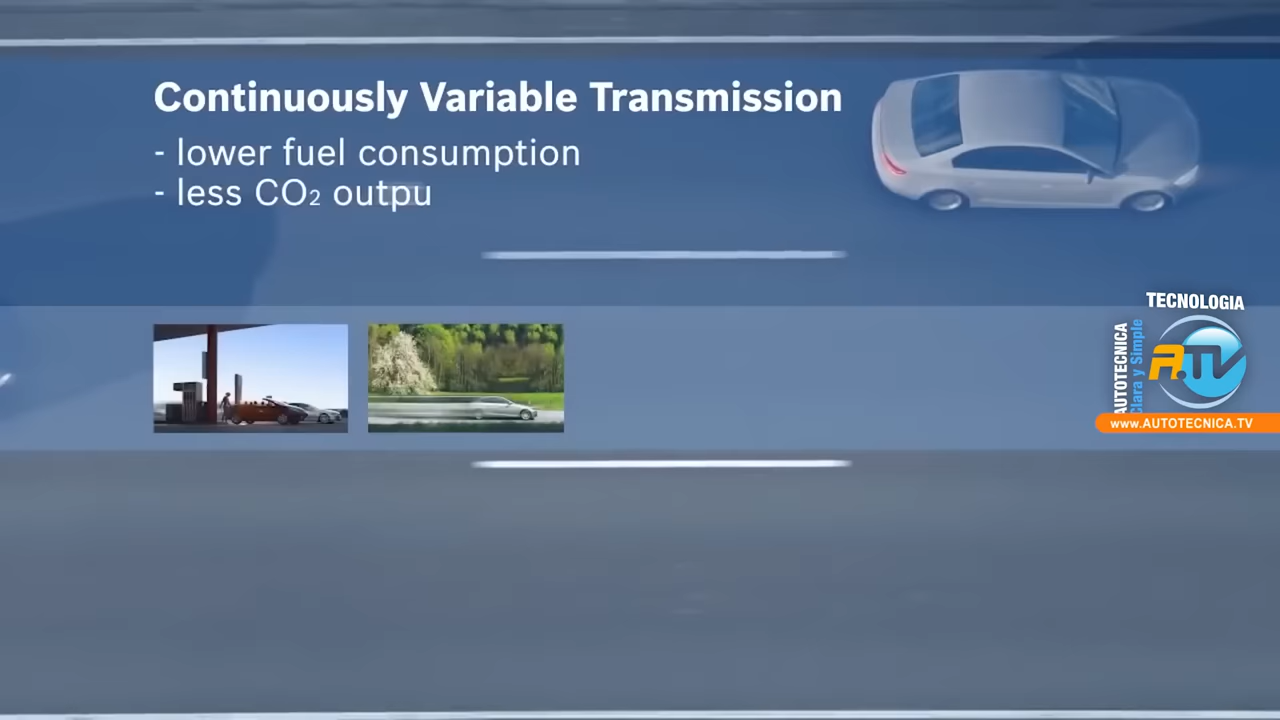 Continuously Variable Transmission
- lower fuel consumption
- less CO₂ outpu
TECNOLOGIA
AUTOTECNICA
Clara y Simple
A.TV
www.AUTOTECNICA.TV